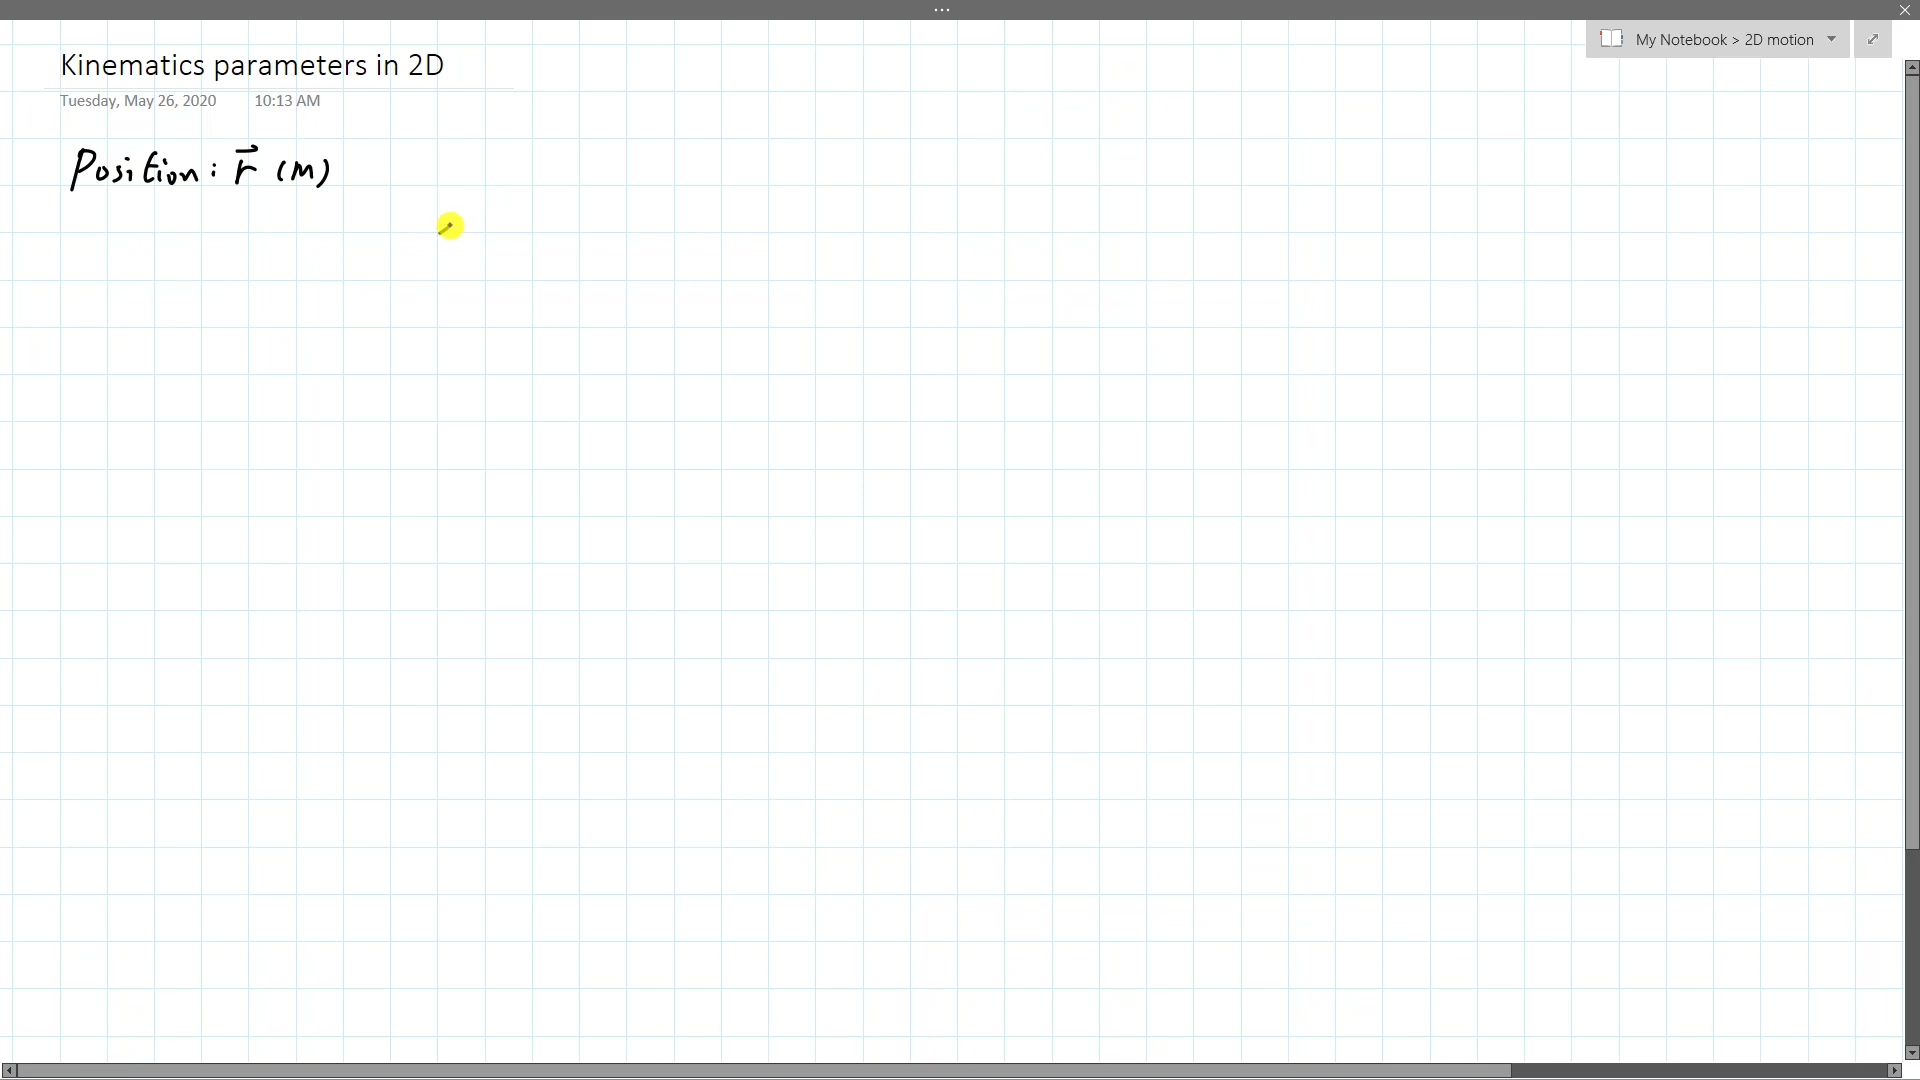 My Notebook > 2D motion
Kinematics parameters in 2D
Tuesday, May 26, 2020 10:13 AM
Position: r⃗ (m)